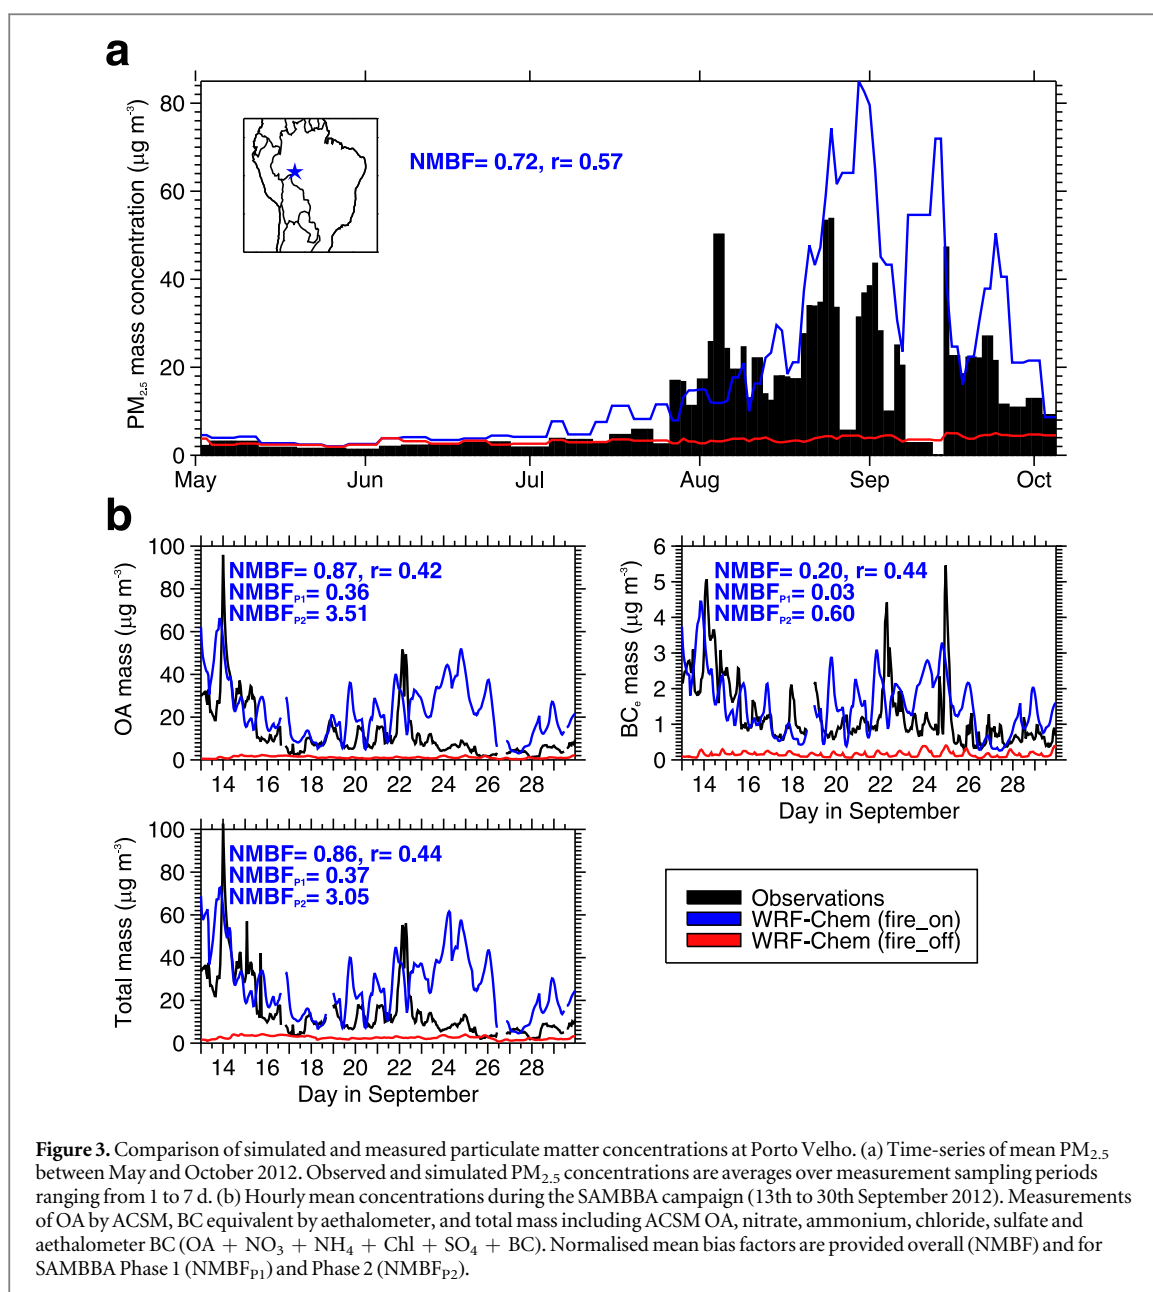 a
PM2.5 mass concentration (μg m-3)
80
60
40
20
0
NMBF= 0.72, r= 0.57
May Jun Jul Aug Sep Oct
b
OA mass (μg m-3)
100
80
60
40
20
0
NMBF= 0.87, r= 0.42
NMBFP1= 0.36
NMBFP2= 3.51
14 16 18 20 22 24 26 28
BCe mass (μg m-3)
6
5
4
3
2
1
0
NMBF= 0.20, r= 0.44
NMBFP1= 0.03
NMBFP2= 0.60
14 16 18 20 22 24 26 28
Day in September
Total mass (μg m-3)
100
80
60
40
20
0
NMBF= 0.86, r= 0.44
NMBFP1= 0.37
NMBFP2= 3.05
14 16 18 20 22 24 26 28
Day in September
Observations
WRF-Chem (fire_on)
WRF-Chem (fire_off)
Figure 3. Comparison of simulated and measured particulate matter concentrations at Porto Velho. (a) Time-series of mean PM2.5
between May and October 2012. Observed and simulated PM2.5 concentrations are averages over measurement sampling periods
ranging from 1 to 7 d. (b) Hourly mean concentrations during the SAMBBA campaign (13th to 30th September 2012). Measurements
of OA by ACSM, BC equivalent by aethalometer, and total mass including ACSM OA, nitrate, ammonium, chloride, sulfate and
aethalometer BC (OA + NO3 + NH4 + Chl + SO4 + BC). Normalised mean bias factors are provided overall (NMBF) and for
SAMBBA Phase 1 (NMBFP1) and Phase 2 (NMBFP2).